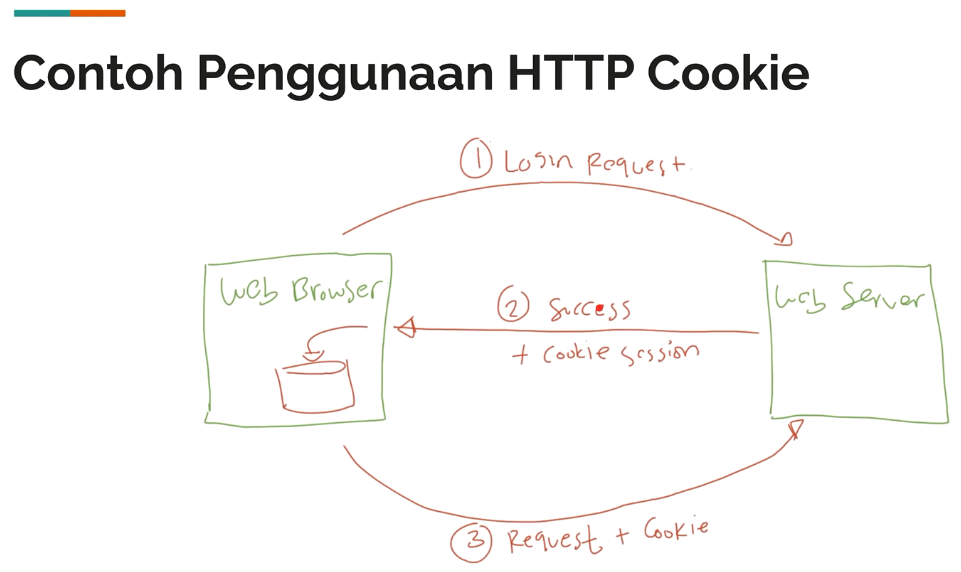 Contoh Penggunaan HTTP Cookie
1 Login Request
Web Browser
Web Server
2 Success
+ Cookie session
3 Request + Cookie